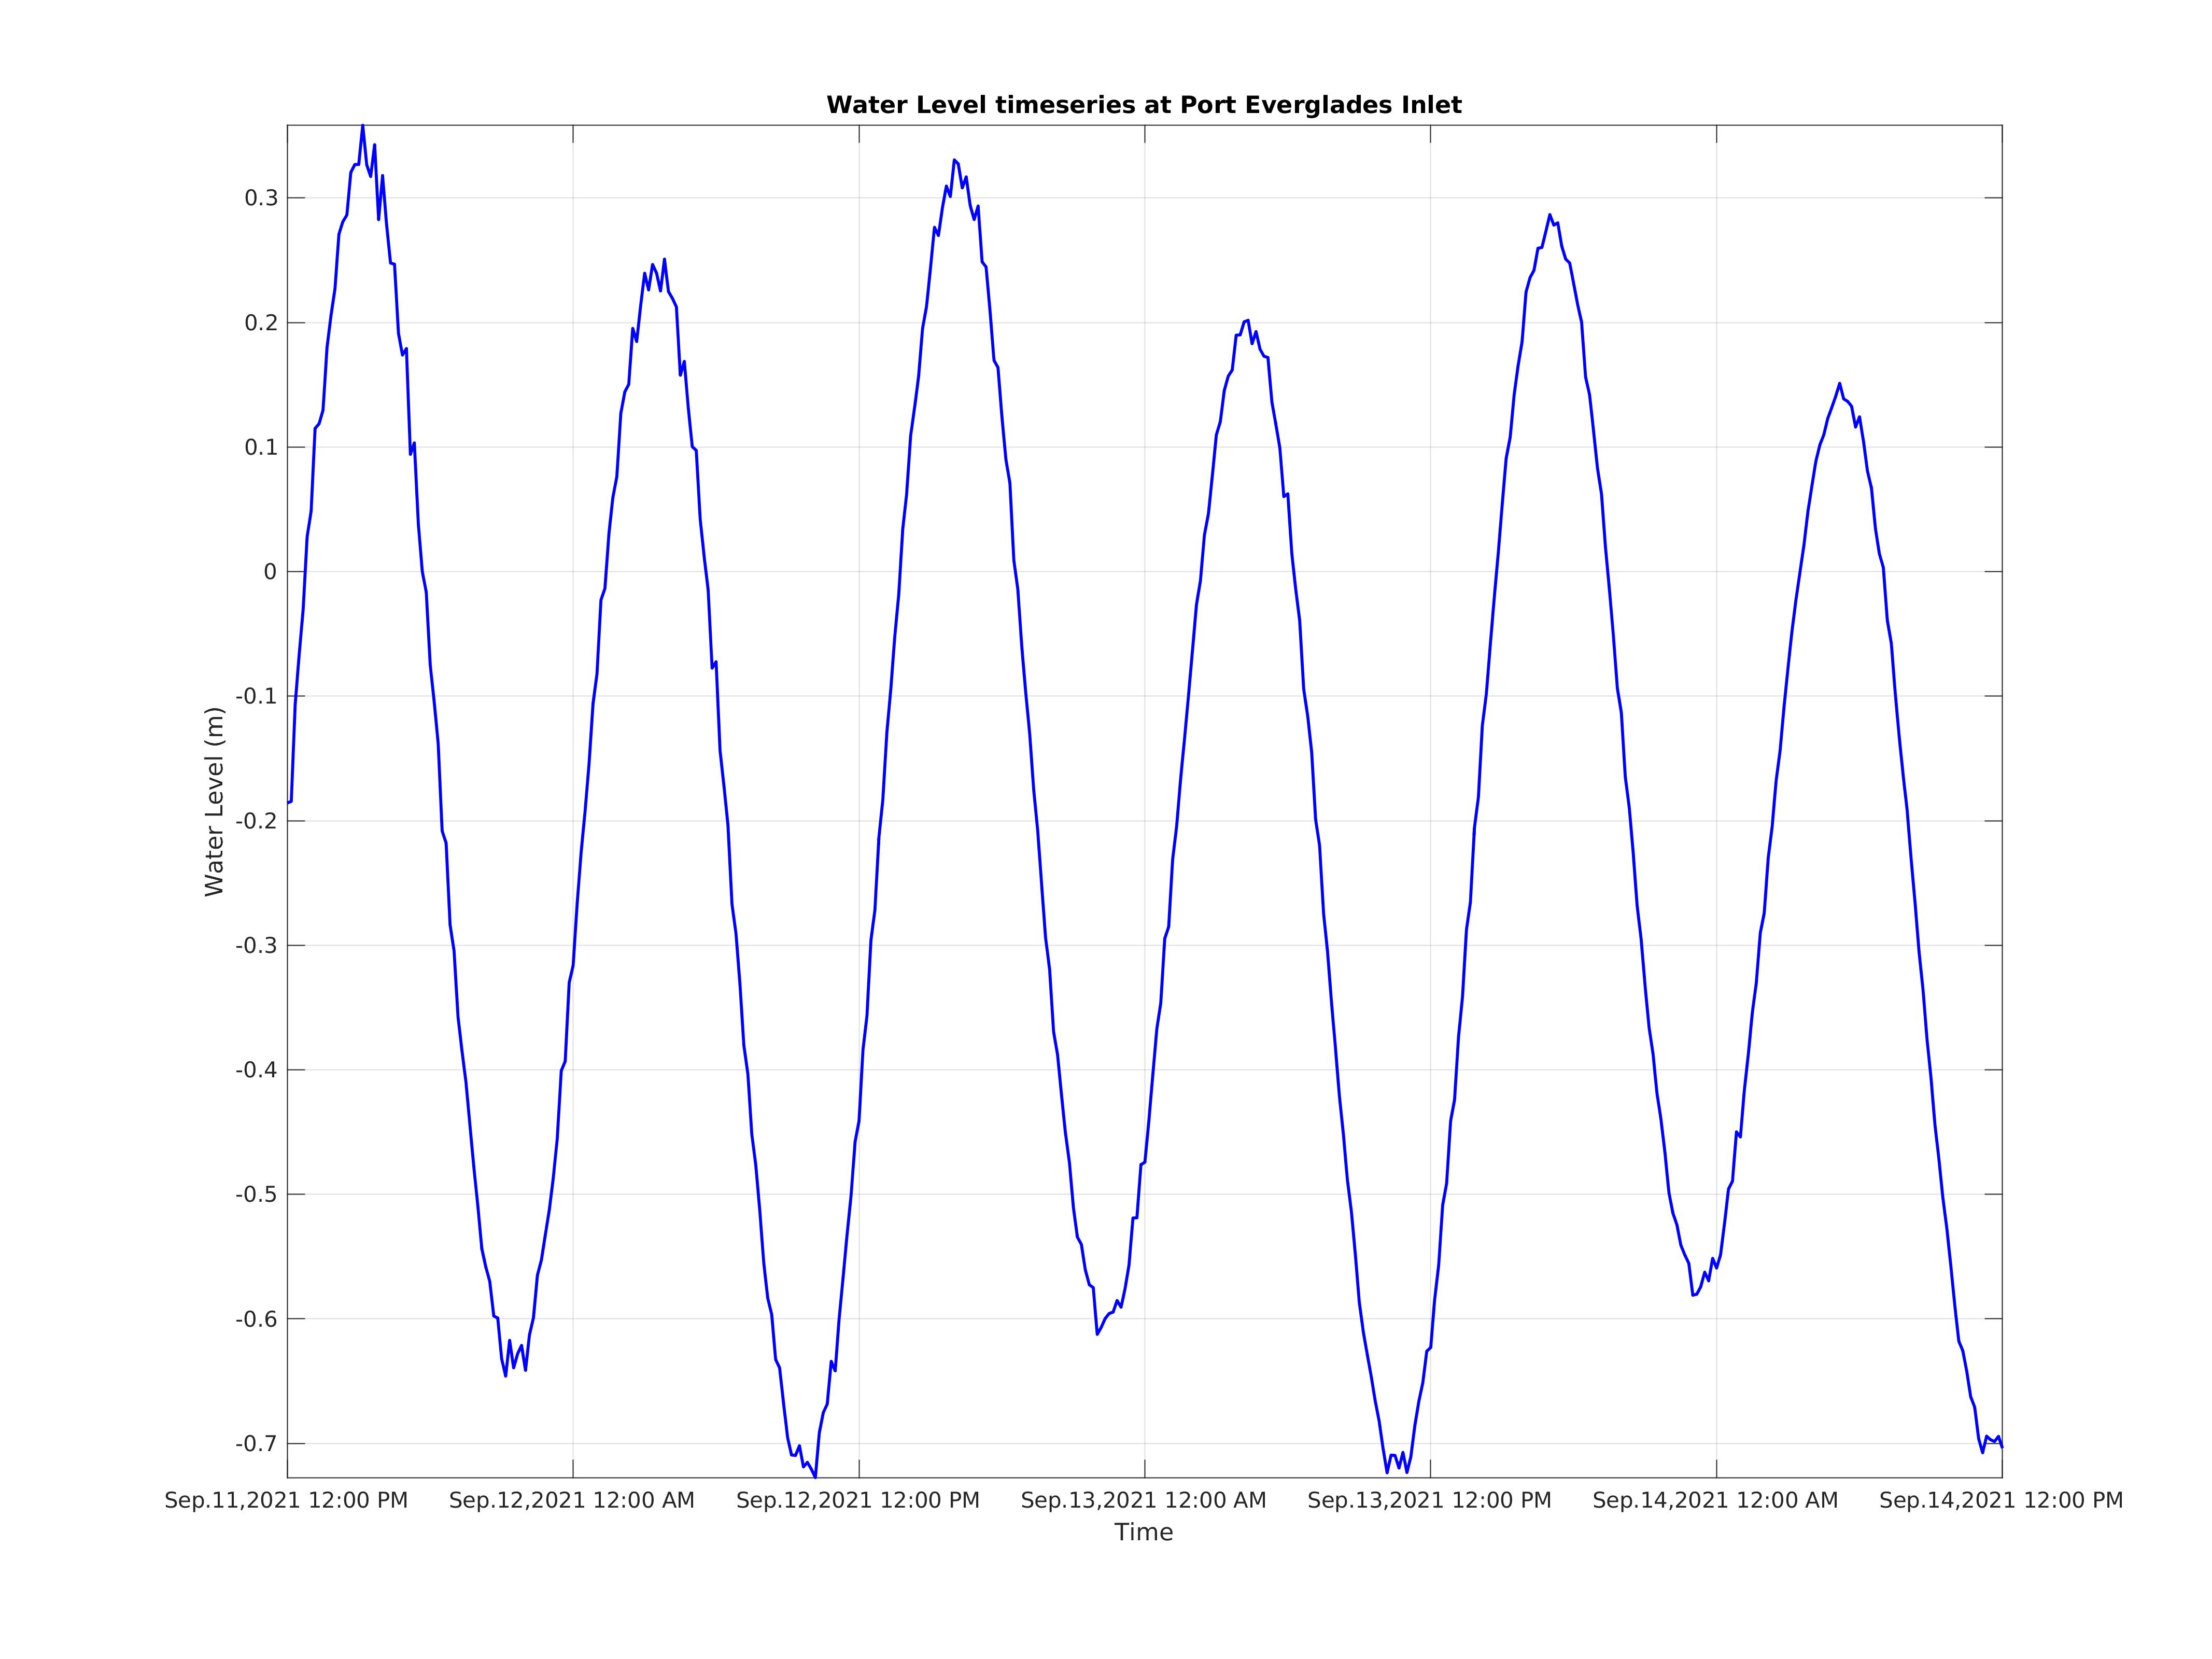 Water Level timeseries at Port Everglades Inlet
0.3
0.2
0.1
0
-0.1
-0.2
-0.3
-0.4
-0.5
-0.6
-0.7
Water Level (m)
Sep.11,2021 12:00 PM Sep.12,2021 12:00 AM Sep.12,2021 12:00 PM Sep.13,2021 12:00 AM Sep.13,2021 12:00 PM Sep.14,2021 12:00 AM Sep.14,2021 12:00 PM
Time